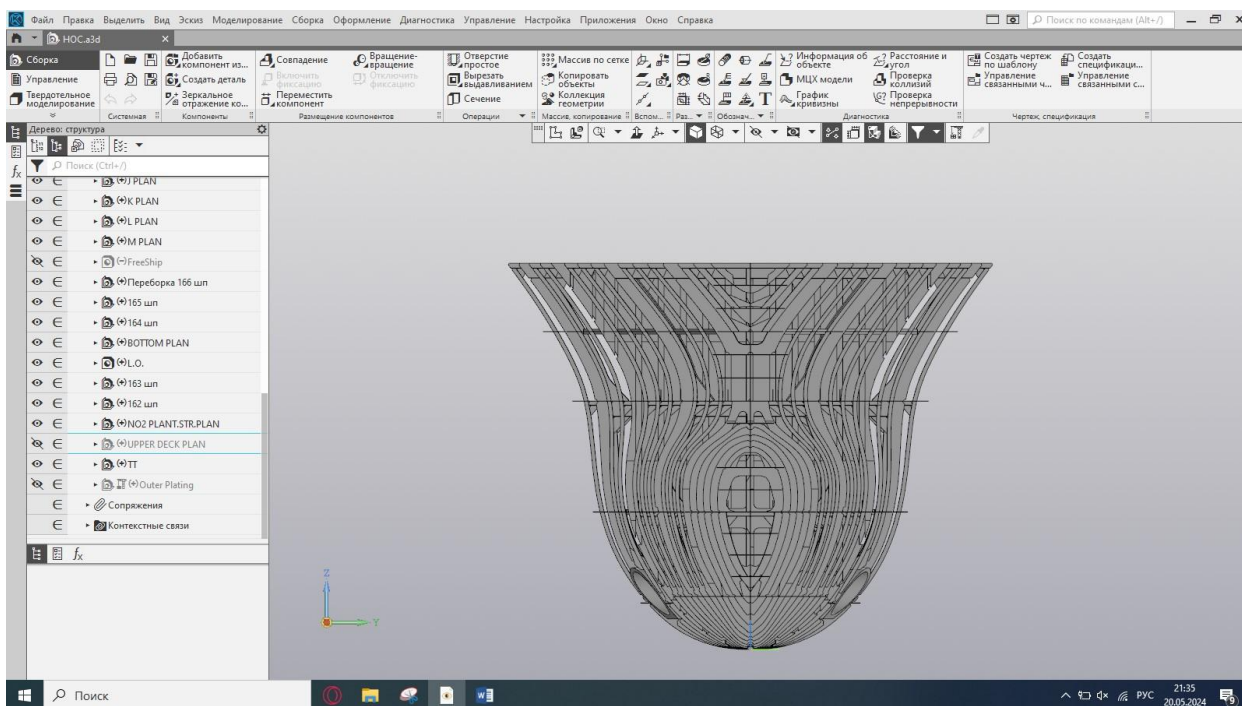 Файл Правка Выделить Вид Эскиз Моделирование Сборка Оформление Диагностика Управление Настройка Приложения Окно Справка
Поиск по командам (Alt+/)
НОС.a3d
Сборка
Управление
Твердотельное моделирование
Системная
Добавить компонент из...
Создать деталь
Зеркальное отражение ко...
Компоненты
Совпадение
Включить фиксацию
Переместить компонент
Вращение-вращение
Отключить фиксацию
Размещение компонентов
Отверстие простое
Вырезать выдавливанием
Сечение
Операции
Массив по сетке
Копировать объекты
Коллекция геометрии
Массив, копирование
Вспом...
Раз...
Обознач...
Информация об объекте
МЦХ модели
График кривизны
Расстояние и угол
Проверка коллизий
Проверка непрерывности
Диагностика
Создать чертеж по шаблону
Управление связанными ч...
Создать спецификаци...
Управление связанными с...
Чертеж, спецификация
Дерево: структура
Поиск (Ctrl+/)
(+)J PLAN
(+)K PLAN
(+)L PLAN
(+)M PLAN
(-)FreeShip
(+)Переборка 166 шп
(+)165 шп
(+)164 шп
(+)BOTTOM PLAN
(+)L.O.
(+)163 шп
(+)162 шп
(+)NO2 PLANT.STR.PLAN
(+)UPPER DECK PLAN
(+)TT
(+)Outer Plating
Сопряжения
Контекстные связи
Z
Y
Поиск
РУС
21:35
20.05.2024